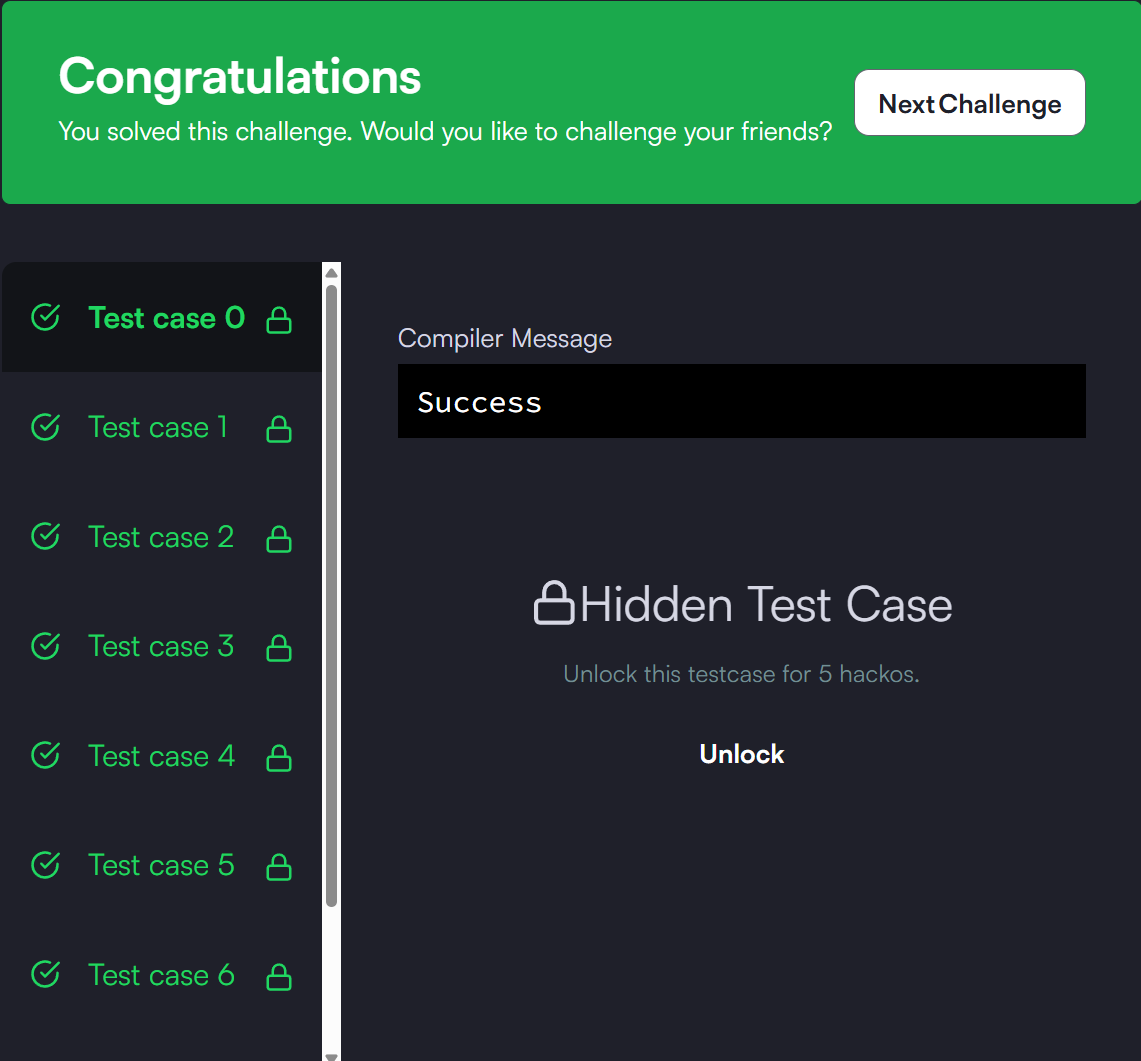 Congratulations
You solved this challenge. Would you like to challenge your friends?
Next Challenge
Test case 0
Test case 1
Test case 2
Test case 3
Test case 4
Test case 5
Test case 6
Compiler Message
Success
Hidden Test Case
Unlock this testcase for 5 hackos.
Unlock